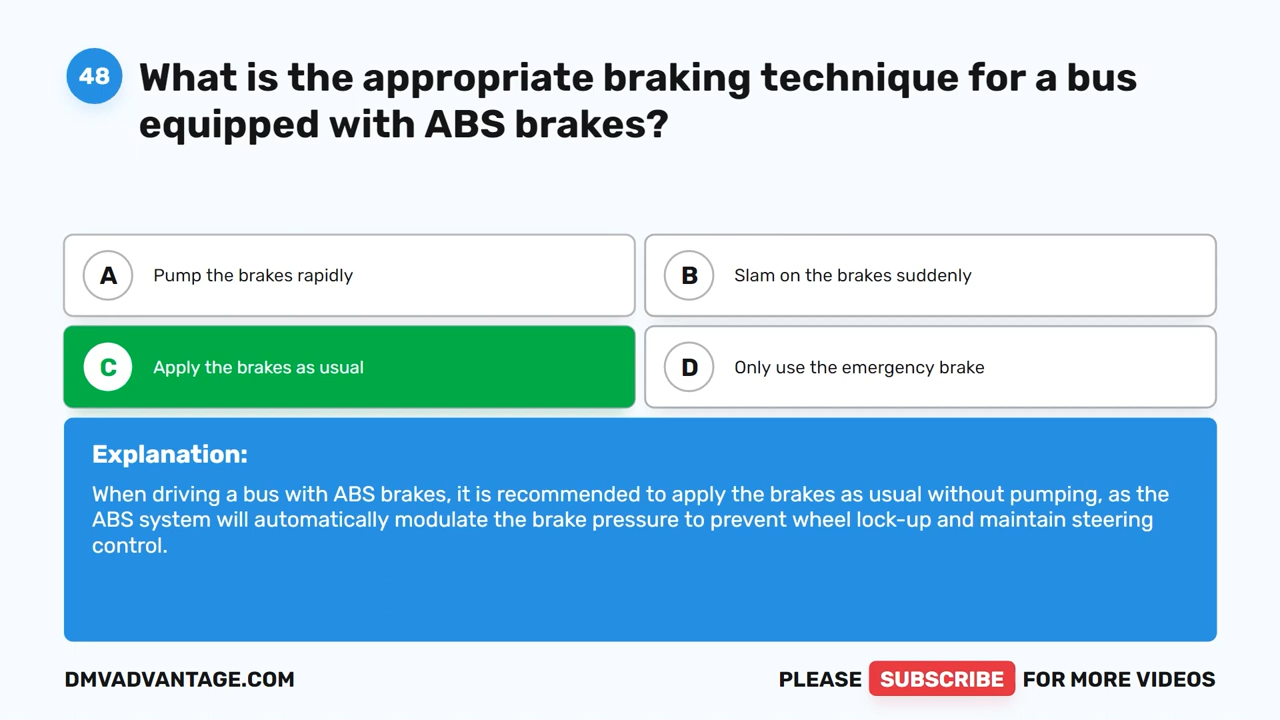 48
What is the appropriate braking technique for a bus
equipped with ABS brakes?
A Pump the brakes rapidly
B Slam on the brakes suddenly
C Apply the brakes as usual
D Only use the emergency brake
Explanation:
When driving a bus with ABS brakes, it is recommended to apply the brakes as usual without pumping, as the
ABS system will automatically modulate the brake pressure to prevent wheel lock-up and maintain steering
control.
DMVADVANTAGE.COM
PLEASE SUBSCRIBE FOR MORE VIDEOS